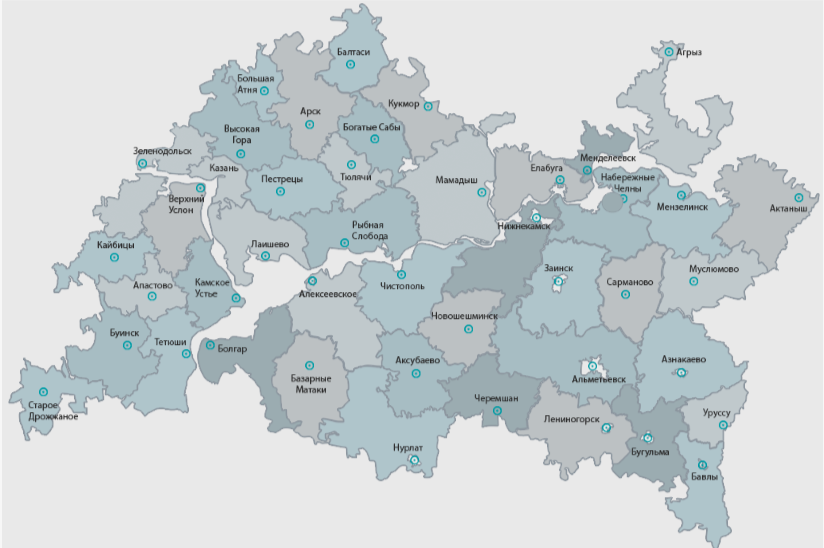 Агрыз
Балтаси
Большая
Атня
Кукмор
Арск
Богатые Сабы
Высокая
Гора
Зеленодольск
Казань
Тюлячи
Пестрецы
Мамадыш
Елабуга
Менделеевск
Набережные
Челны
Мензелинск
Актаныш
Верхний
Услон
Рыбная
Слобода
Нижнекамск
Кайбицы
Лаишево
Апастово
Камское
Устье
Алексеевское
Чистополь
Заинск
Сарманово
Муслюмово
Новошешминск
Буинск
Тетюши
Болгар
Аксубаево
Азнакаево
Базарные
Матаки
Альметьевск
Черемшан
Старое
Дрожжаное
Лениногорск
Уруссу
Нурлат
Бугульма
Бавлы